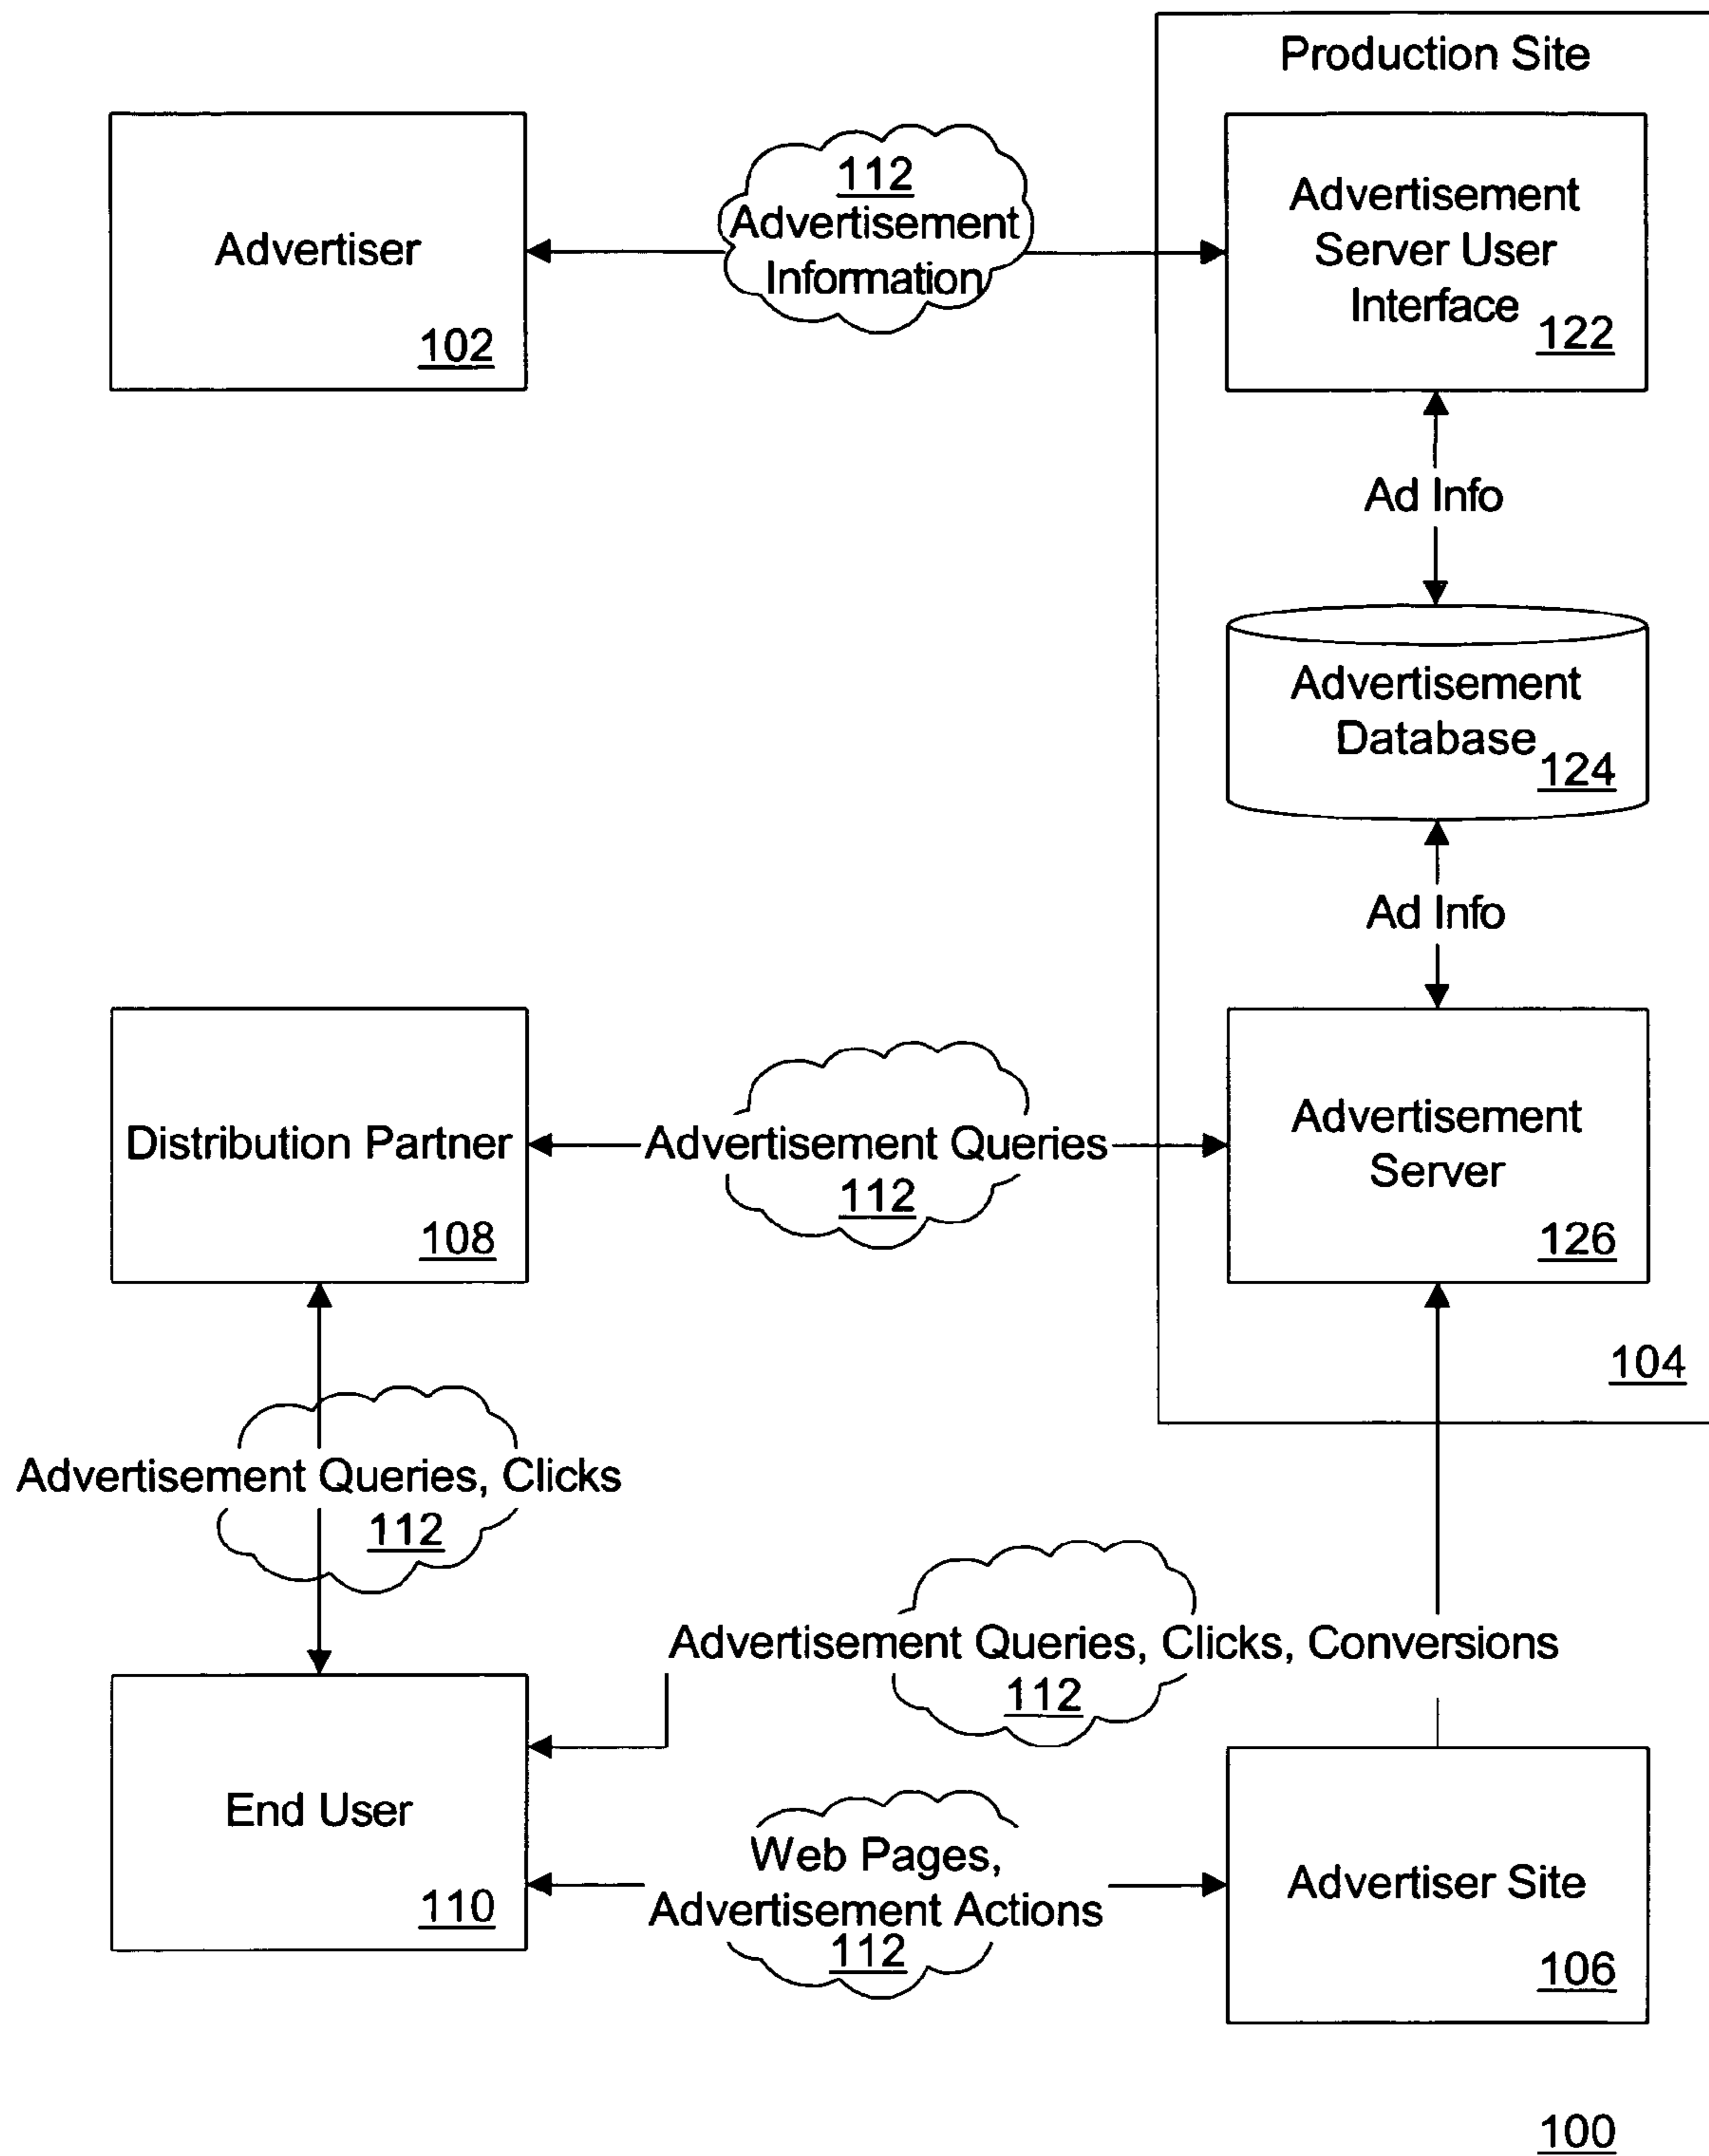 Production Site
Advertiser
102
112
Advertisement
Information
Advertisement
Server User
Interface
122
Ad Info
Advertisement
Database
124
Ad Info
Distribution Partner
108
Advertisement Queries
112
Advertisement
Server
126
104
Advertisement Queries, Clicks
112
Advertisement Queries, Clicks, Conversions
112
End User
110
Web Pages,
Advertisement Actions
112
Advertiser Site
106
100